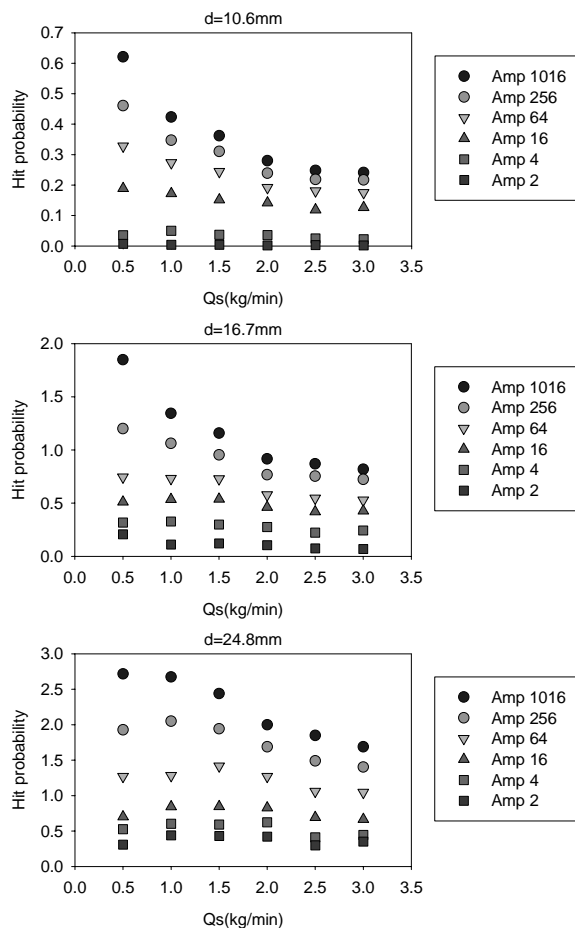 d=10.6mm
0.7
0.6
0.5
0.4
0.3
0.2
0.1
0.0
Hit probability
0.0 0.5 1.0 1.5 2.0 2.5 3.0 3.5
Qs(kg/min)
Amp 1016
Amp 256
Amp 64
Amp 16
Amp 4
Amp 2
d=16.7mm
2.0
1.5
1.0
0.5
0.0
Hit probability
0.0 0.5 1.0 1.5 2.0 2.5 3.0 3.5
Qs(kg/min)
Amp 1016
Amp 256
Amp 64
Amp 16
Amp 4
Amp 2
d=24.8mm
3.0
2.5
2.0
1.5
1.0
0.5
0.0
Hit probability
0.0 0.5 1.0 1.5 2.0 2.5 3.0 3.5
Qs(kg/min)
Amp 1016
Amp 256
Amp 64
Amp 16
Amp 4
Amp 2